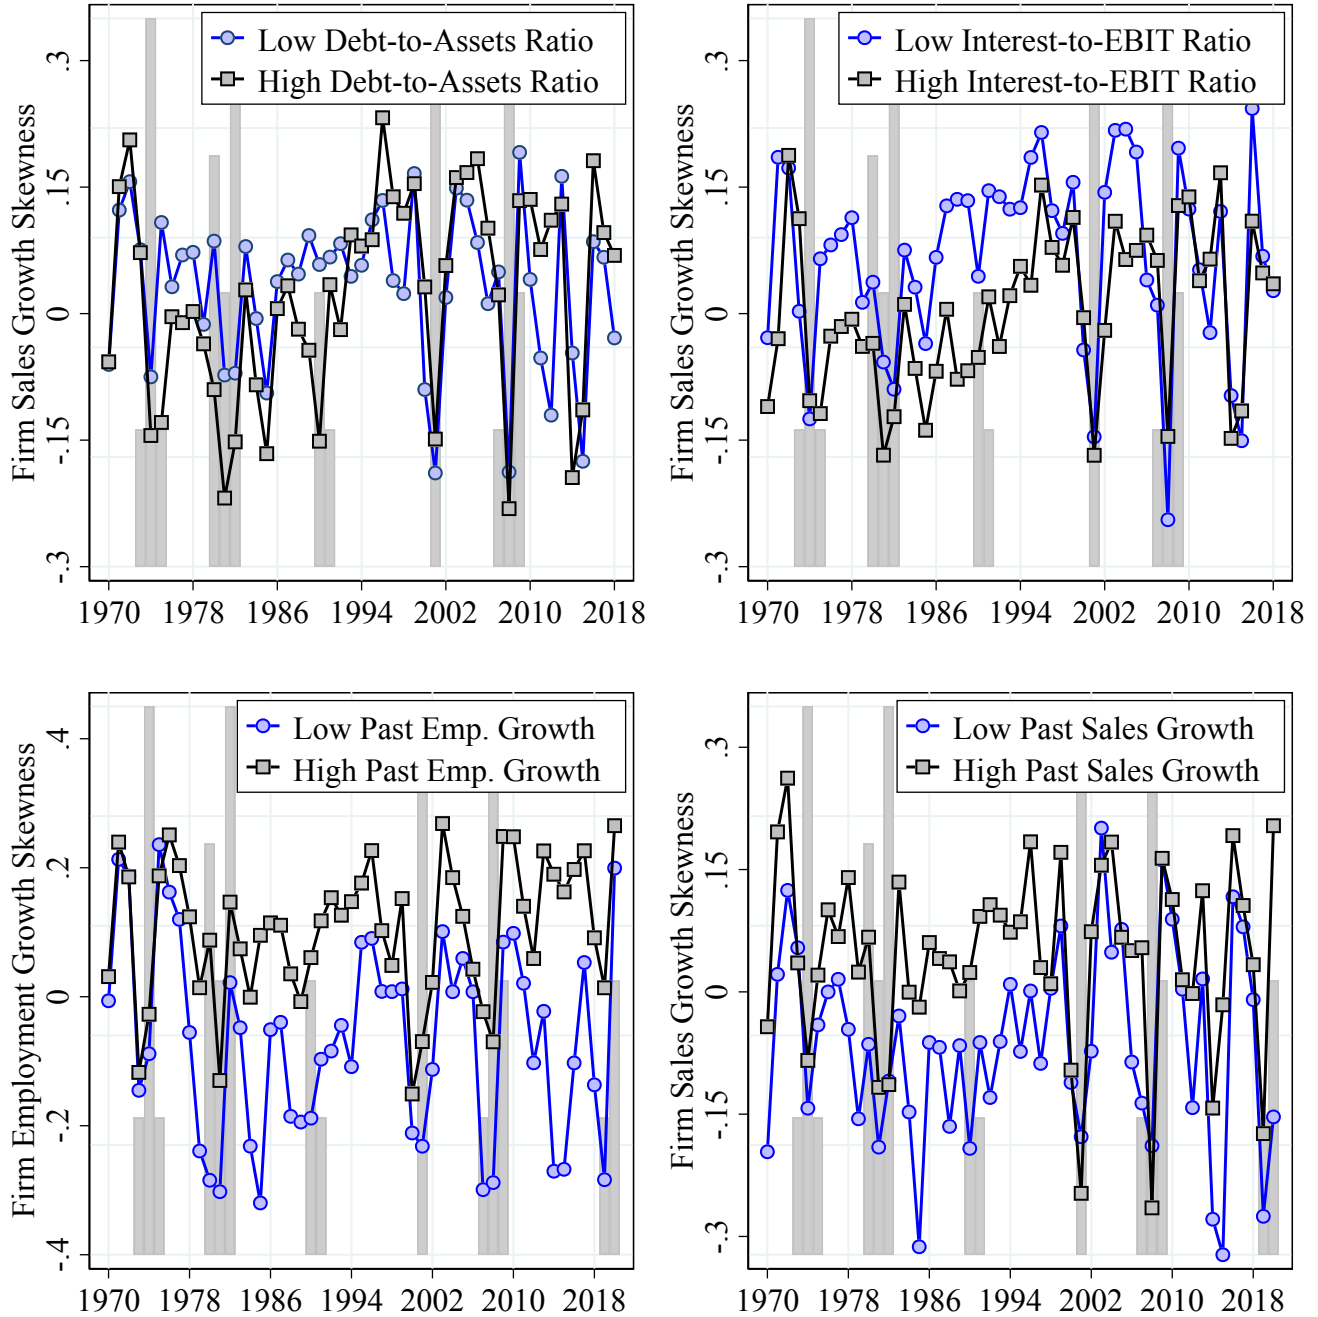 Low Debt-to-Assets Ratio
High Debt-to-Assets Ratio
Firm Sales Growth Skewness
.3
.15
0
-.15
-.3
1970 1978 1986 1994 2002 2010 2018
Low Interest-to-EBIT Ratio
High Interest-to-EBIT Ratio
Firm Sales Growth Skewness
.3
.15
0
-.15
-.3
1970 1978 1986 1994 2002 2010 2018
Low Past Emp. Growth
High Past Emp. Growth
Firm Employment Growth Skewness
.4
.2
0
-.2
-.4
1970 1978 1986 1994 2002 2010 2018
Low Past Sales Growth
High Past Sales Growth
Firm Sales Growth Skewness
.3
.15
0
-.15
-.3
1970 1978 1986 1994 2002 2010 2018